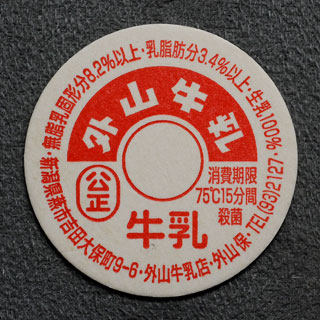 無脂乳固形分8.2%以上・乳脂肪分3.4%以上・生乳100%・
外山牛乳
公正
消費期限
75℃15分間
殺菌
牛乳
新潟県燕市吉田大保町9-6・外山牛乳店・外山保・TEL(93)2127・